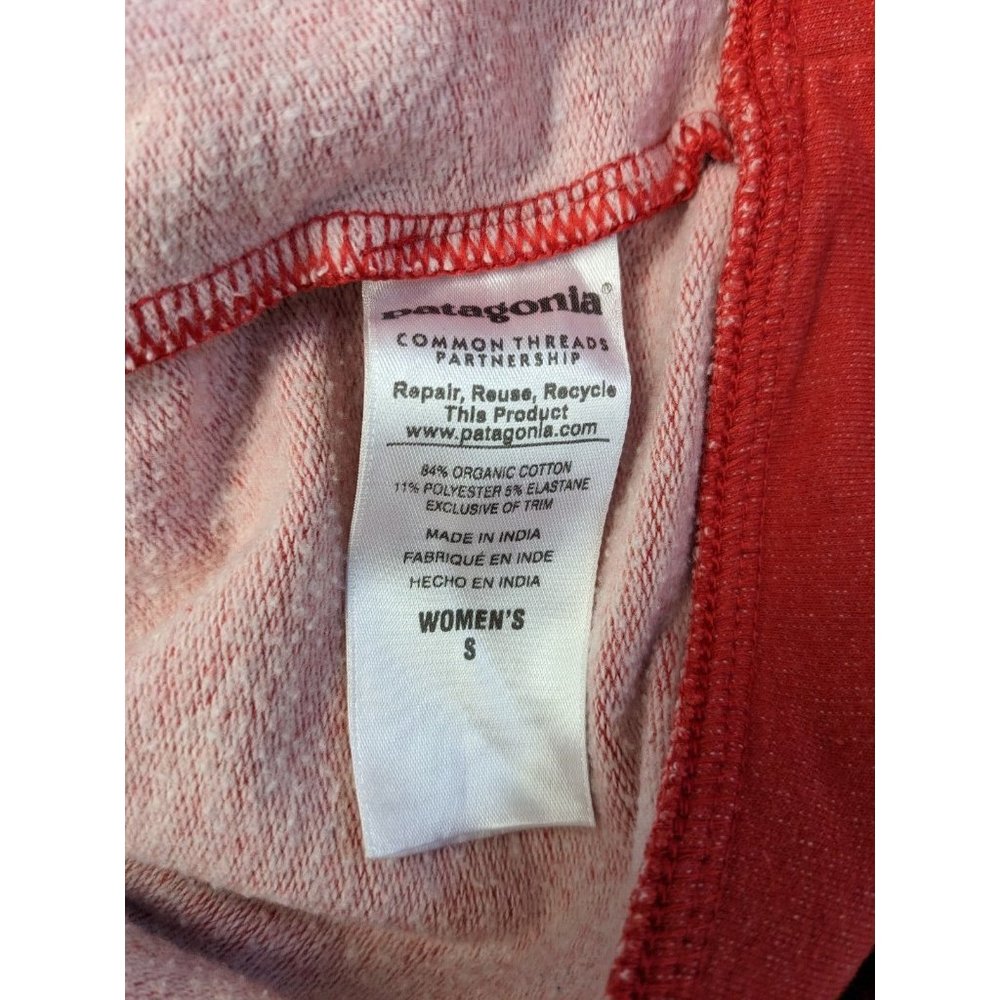 patagonia®
COMMON THREADS
PARTNERSHIP
Repair, Reuse, Recycle
This Product
www.patagonia.com
84% ORGANIC COTTON
11% POLYESTER 5% ELASTANE
EXCLUSIVE OF TRIM
MADE IN INDIA
FABRIQUÉ EN INDE
HECHO EN INDIA
WOMEN'S
S